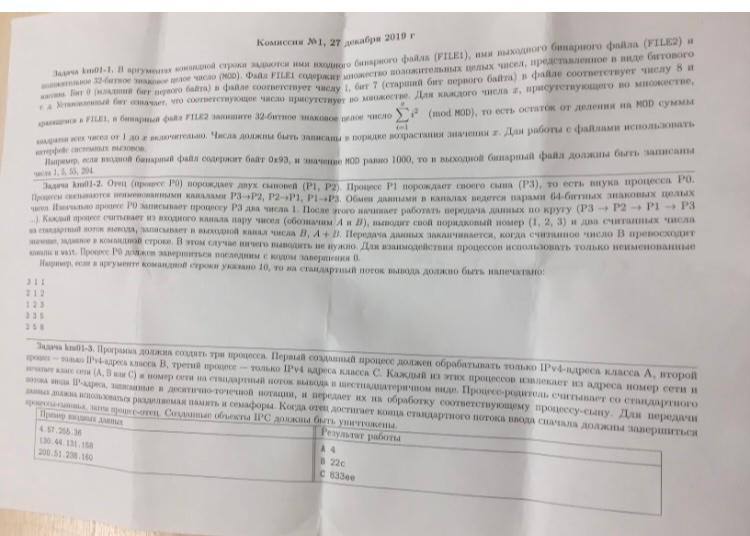 Комиссия №1, 27 декабря 2019 г
Задача km01-1. В аргументах командной строки задаются имя входного бинарного файла (FILE1), имя выходного бинарного файла (FILE2) и
положительное 32-битное знаковое целое число (MOD). Файл FILE1 содержит множество положительных целых чисел, представленное в виде битового
массива. Бит 0 (младший бит первого байта) в файле соответствует числу 1, бит 7 (старший бит первого байта) в файле соответствует числу 8 и
т. д. Установленный бит означает, что соответствующее число присутствует во множестве. Для каждого числа x, присутствующего во множестве,
хранящемся в FILE1, в бинарный файл FILE2 запишите 32-битное знаковое целое число ∑ i² (mod MOD), то есть остаток от деления на MOD суммы
квадратов всех чисел от 1 до x включительно. Числа должны быть записаны в порядке возрастания значения x. Для работы с файлами использовать
интерфейс системных вызовов.
Например, если входной бинарный файл содержит байт 0x93, и значение MOD равно 1000, то в выходной бинарный файл должны быть записаны
числа 1, 5, 55, 204.
Задача km01-2. Отец (процесс P0) порождает двух сыновей (P1, P2). Процесс P1 порождает своего сына (P3), то есть внука процесса P0.
Процессы связываются неименованными каналами P3→P2, P2→P1, P1→P3. Обмен данными в каналах ведется парами 64-битных знаковых целых
чисел. Изначально процесс P0 записывает процессу P3 два числа 1. После этого начинает работать передача данных по кругу (P3 → P2 → P1 → P3
...) Каждый процесс считывает из входного канала пару чисел (обозначим A и B), выводит свой порядковый номер (1, 2, 3) и два считанных числа
на стандартный поток вывода, записывает в выходной канал числа B, A + B. Передача данных заканчивается, когда считанное число B превосходит
значение, заданное в командной строке. В этом случае ничего выводить не нужно. Для взаимодействия процессов использовать только неименованные
каналы и wait. Процесс P0 должен завершиться последним с кодом завершения 0.
Например, если в аргументе командной строки указано 10, то на стандартный поток вывода должно быть напечатано:
3 1 1
2 1 2
1 2 3
3 3 5
2 5 8
Задача km01-3. Программа должна создать три процесса. Первый созданный процесс должен обрабатывать только IPv4-адреса класса A, второй
процесс — только IPv4-адреса класса B, третий процесс — только IPv4 адреса класса C. Каждый из этих процессов извлекает из адреса номер сети и
печатает класс сети (A, B или C) и номер сети на стандартный поток вывода в шестнадцатеричном виде. Процесс-родитель считывает со стандартного
потока ввода IP-адреса, записанные в десятично-точечной нотации, и передает их на обработку соответствующему процессу-сыну. Для передачи
данных должна использоваться разделяемая память и семафоры. Когда отец достигает конца стандартного потока ввода сначала должны завершиться
процессы-сыновья, затем процесс-отец. Созданные объекты IPC должны быть уничтожены.
Пример входных данных
Результат работы
4.57.255.36
130.44.131.158
200.51.238.160
A 4
B 22c
C 833ee